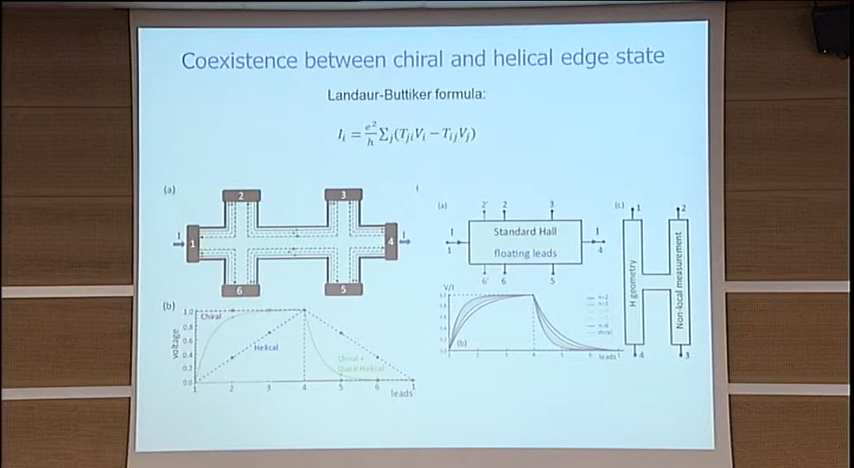 Coexistence between chiral and helical edge state
Landaur-Buttiker formula:
I_i = e²/h Σ_j(T_ji V_i − T_ij V_j)
(a)
2
3
I
1
4
I
6
5
(b)
voltage
1.0
0.8
0.6
0.4
0.2
0.0
Chiral
Helical
Chiral +
Quasi-Helical
1 2 3 4 5 6 1
leads
(a)
2' 2 3
I
Standard Hall
I
1
floating leads
4
6' 6 5
V/I
(b)
leads
(c)
1 2
H geometry
Non-local measurement
4 3